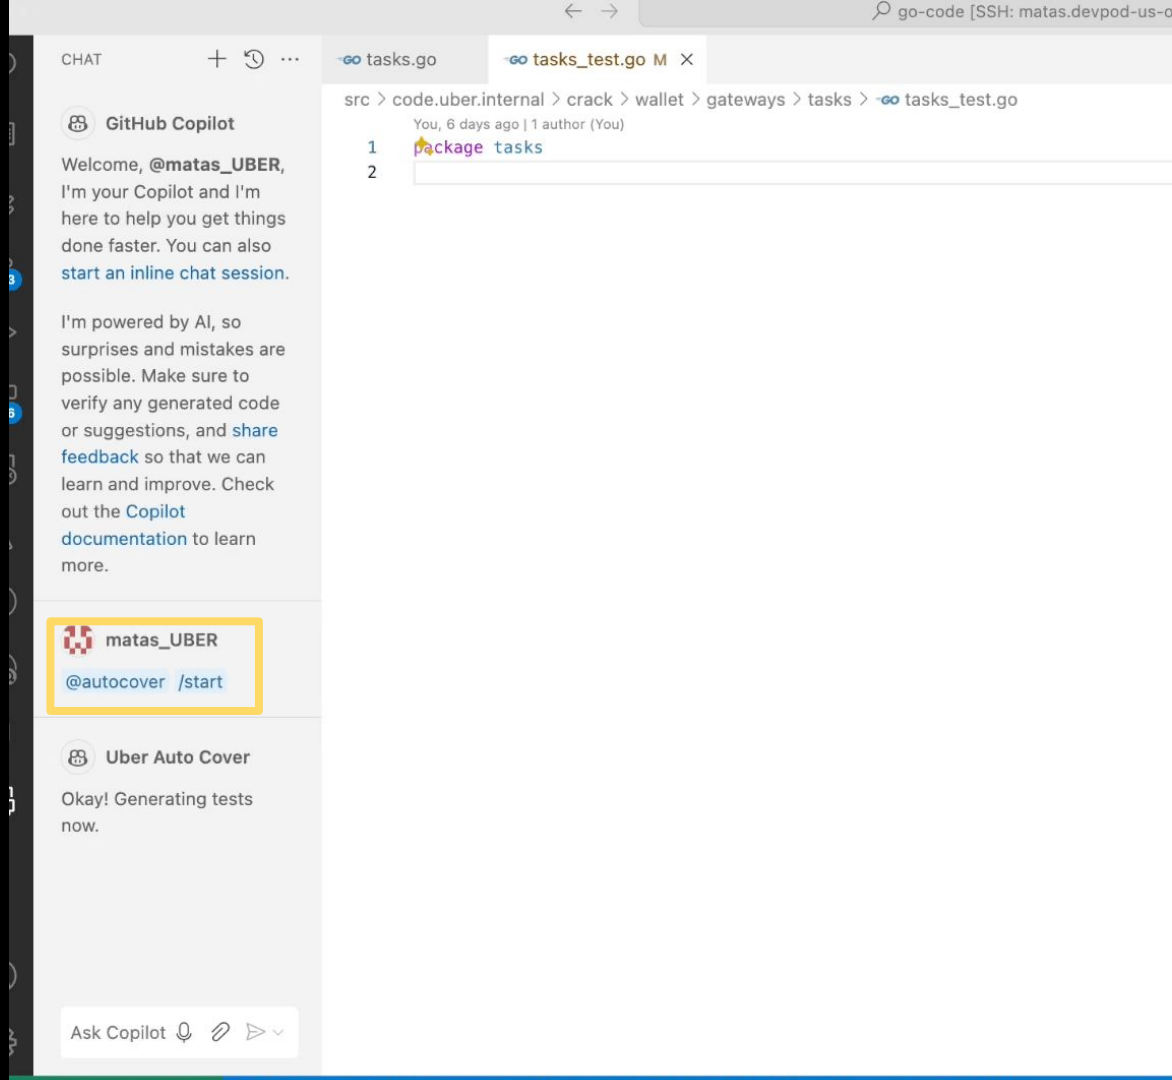 go-code [SSH: matas.devpod-us-o
CHAT
GO tasks.go
GO tasks_test.go M
src > code.uber.internal > crack > wallet > gateways > tasks > GO tasks_test.go
You, 6 days ago | 1 author (You)
1 package tasks
2
GitHub Copilot
Welcome, @matas_UBER,
I'm your Copilot and I'm
here to help you get things
done faster. You can also
start an inline chat session.
I'm powered by AI, so
surprises and mistakes are
possible. Make sure to
verify any generated code
or suggestions, and share
feedback so that we can
learn and improve. Check
out the Copilot
documentation to learn
more.
matas_UBER
@autocover /start
Uber Auto Cover
Okay! Generating tests
now.
Ask Copilot
3
6